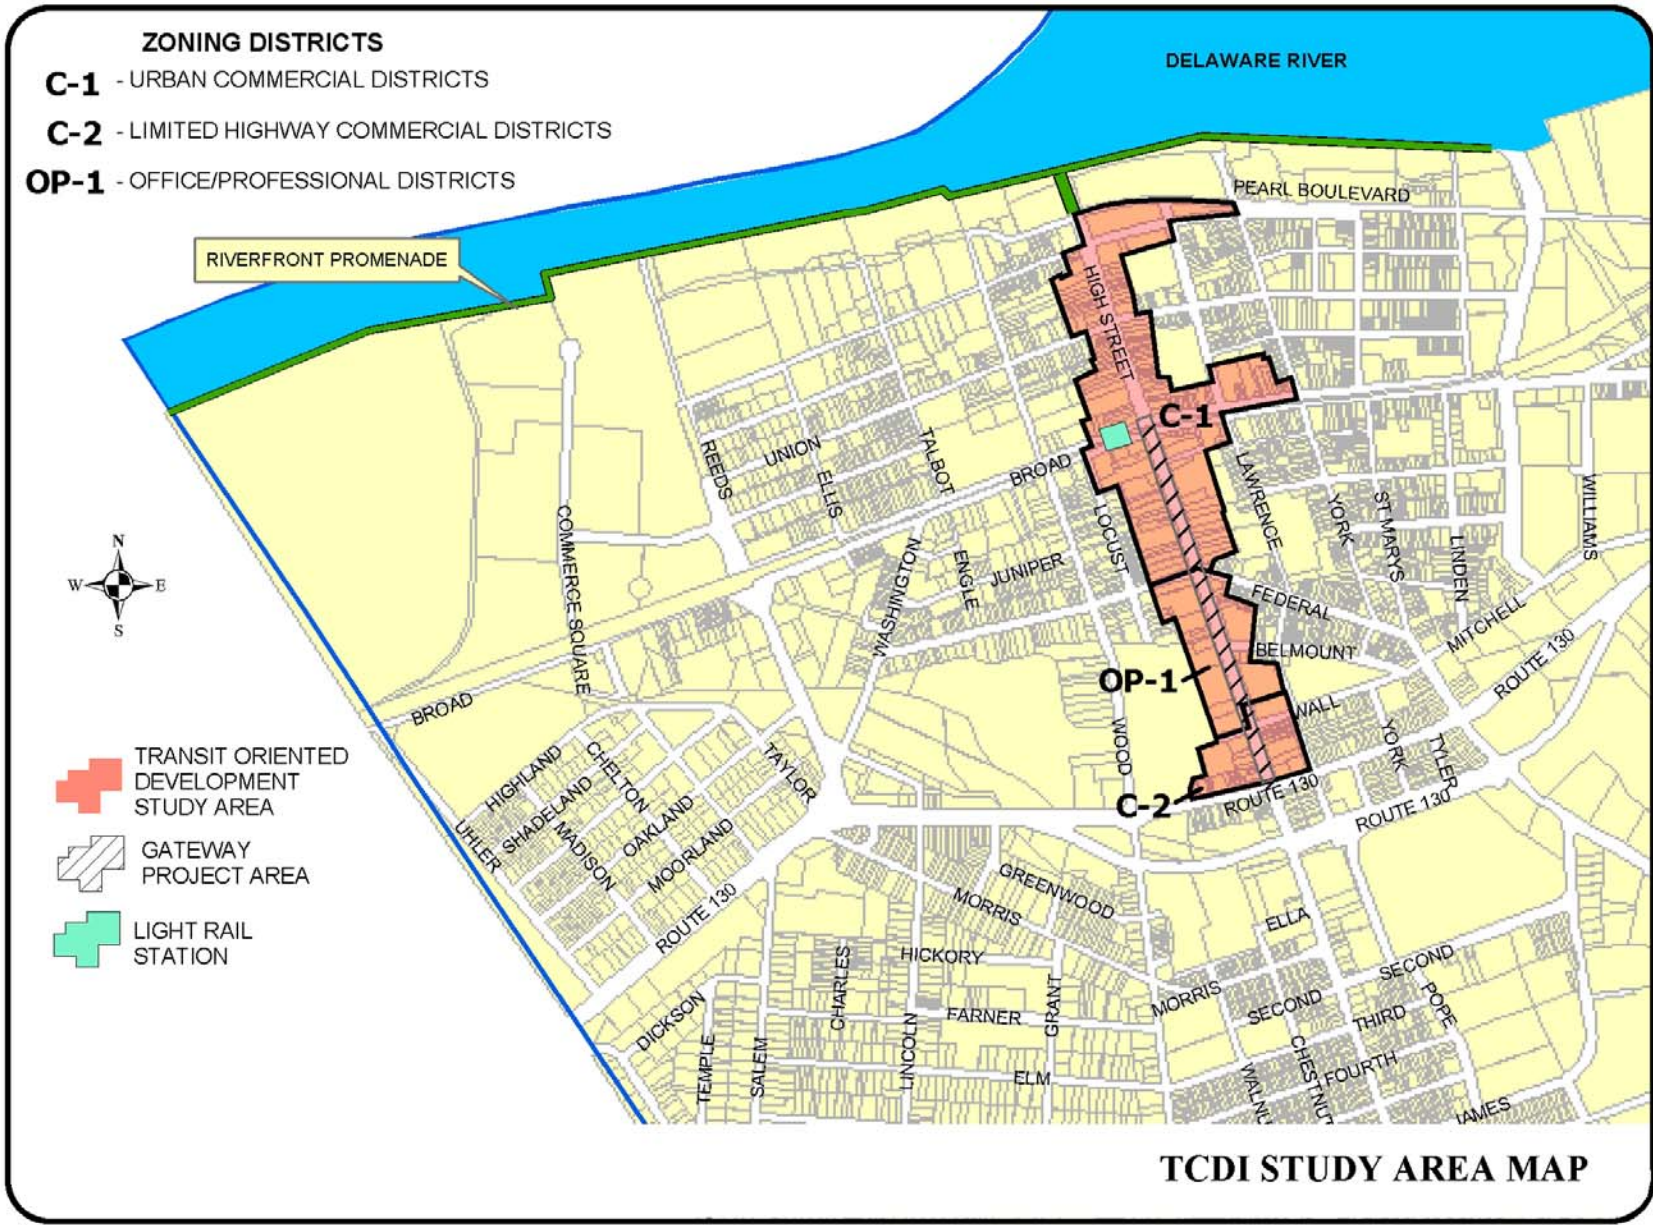 ZONING DISTRICTS
C-1 - URBAN COMMERCIAL DISTRICTS
C-2 - LIMITED HIGHWAY COMMERCIAL DISTRICTS
OP-1 - OFFICE/PROFESSIONAL DISTRICTS
DELAWARE RIVER
RIVERFRONT PROMENADE
PEARL BOULEVARD
HIGH STREET
C-1
REEDS
UNION
ELLIS
TALBOT
BROAD
LOCUST
LAWRENCE
YORK
ST MARYS
LINDEN
WILLIAMS
COMMERCE SQUARE
WASHINGTON
ENGLE
JUNIPER
FEDERAL
BELMOUNT
MITCHELL
ROUTE 130
N
W
E
S
OP-1
WALL
WOOD
BROAD
YORK
TYLER
C-2
ROUTE 130
ROUTE 130
HIGHLAND
CHELTON
TAYLOR
UHLER
SHADELAND
MADISON
OAKLAND
MOORLAND
ROUTE 130
TRANSIT ORIENTED
DEVELOPMENT
STUDY AREA
GATEWAY
PROJECT AREA
LIGHT RAIL
STATION
GREENWOOD
MORRIS
ELLA
HICKORY
CHARLES
SECOND
MORRIS
SECOND
THIRD
POPE
FARNER
GRANT
LINCOLN
DICKSON
TEMPLE
SALEM
ELM
FOURTH
CHESTNUT
WALNU
JAMES
TCDI STUDY AREA MAP